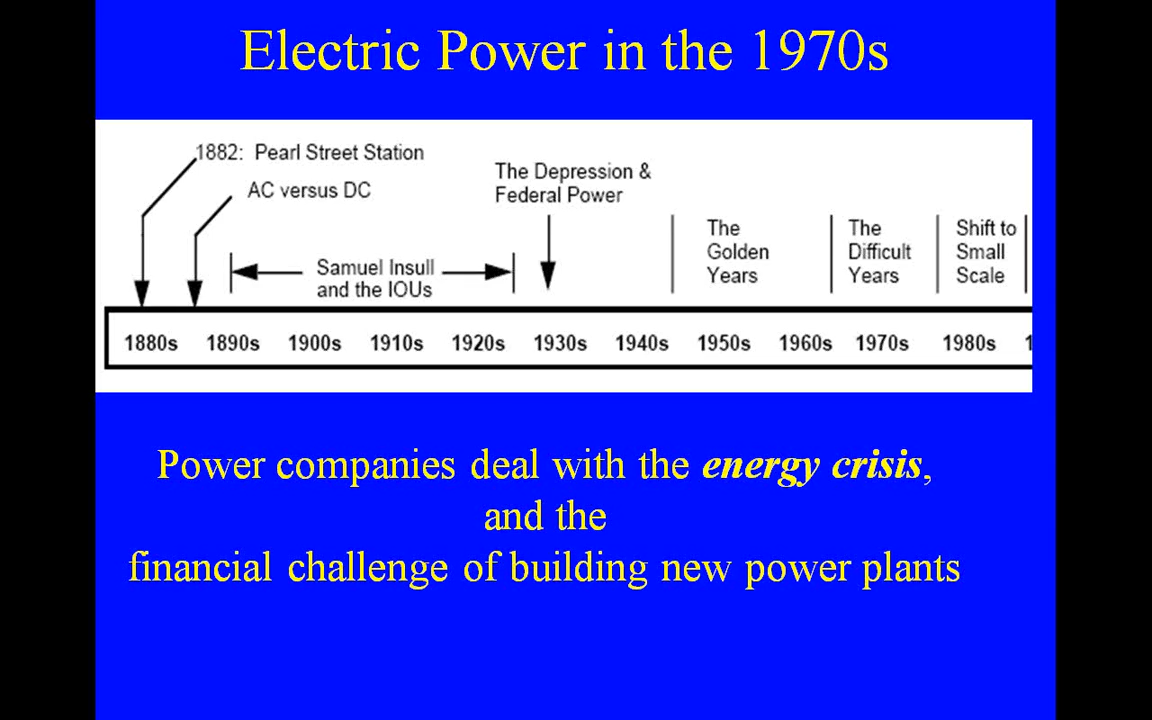 Electric Power in the 1970s
1882: Pearl Street Station
AC versus DC
The Depression &
Federal Power
Samuel Insull
and the IOUs
The
Golden
Years
The
Difficult
Years
Shift to
Small
Scale
1880s 1890s 1900s 1910s 1920s 1930s 1940s 1950s 1960s 1970s 1980s
Power companies deal with the energy crisis,
and the
financial challenge of building new power plants